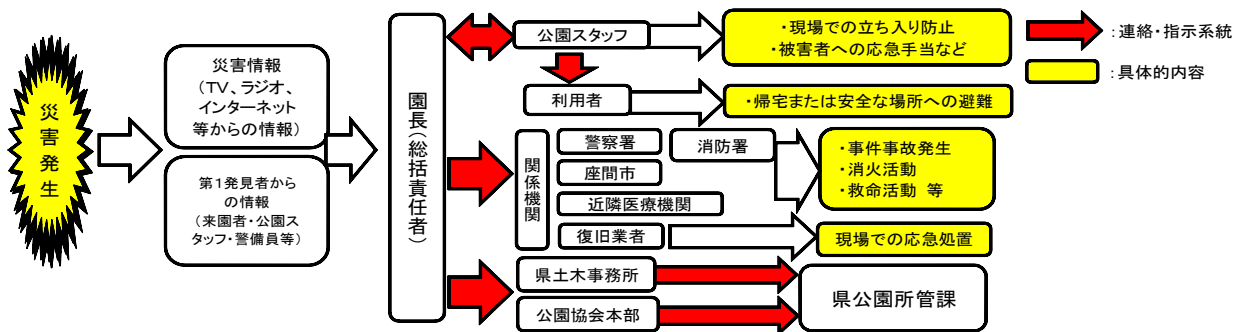 災害発生
災害情報
（TV、ラジオ、
インターネット
等からの情報）
第1発見者から
の情報
（来園者・公園ス
タッフ・警備員等）
園長（総括責任者）
公園スタッフ
・現場での立ち入り防止
・被害者への応急手当など
利用者
・帰宅または安全な場所への避難
関係機関
警察署
消防署
座間市
近隣医療機関
復旧業者
・事件事故発生
・消火活動
・救命活動 等
現場での応急処置
県土木事務所
公園協会本部
県公園所管課
：連絡・指示系統
：具体的内容